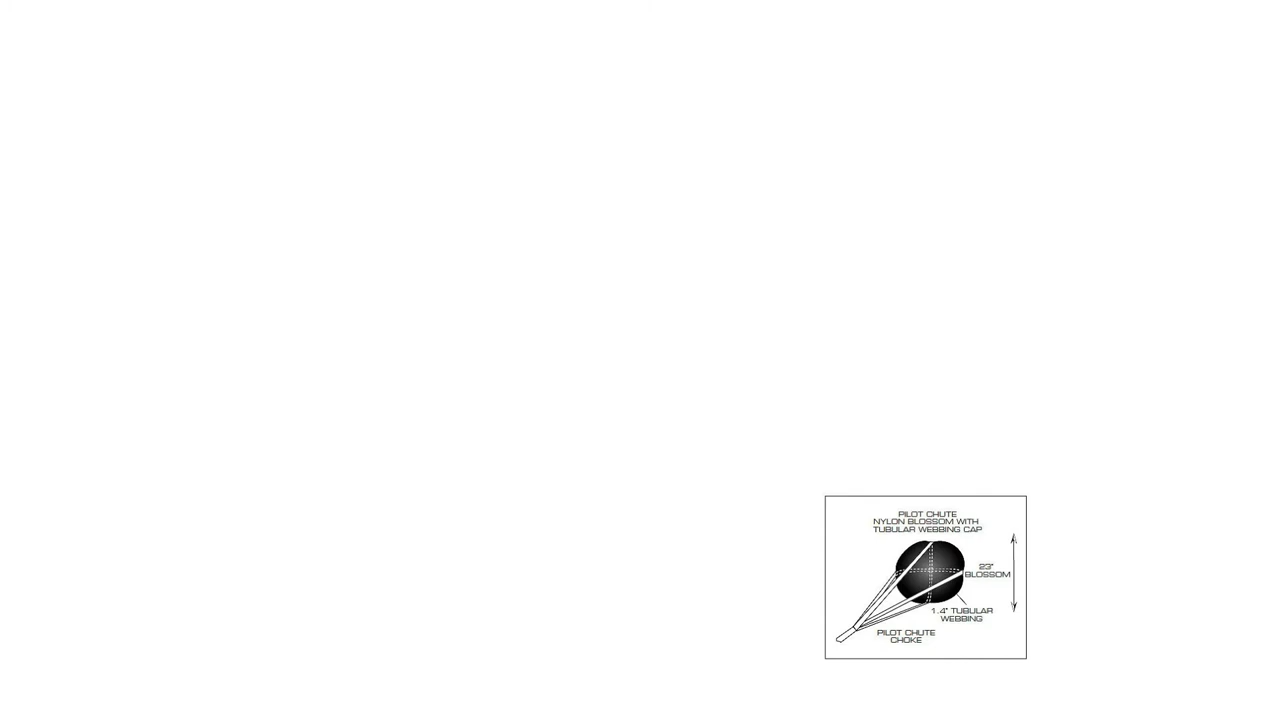 PILOT CHUTE
NYLON BLOSSOM WITH
TUBULAR WEBBING CAP
23"
BLOSSOM
1.4" TUBULAR
WEBBING
PILOT CHUTE
CHOKE